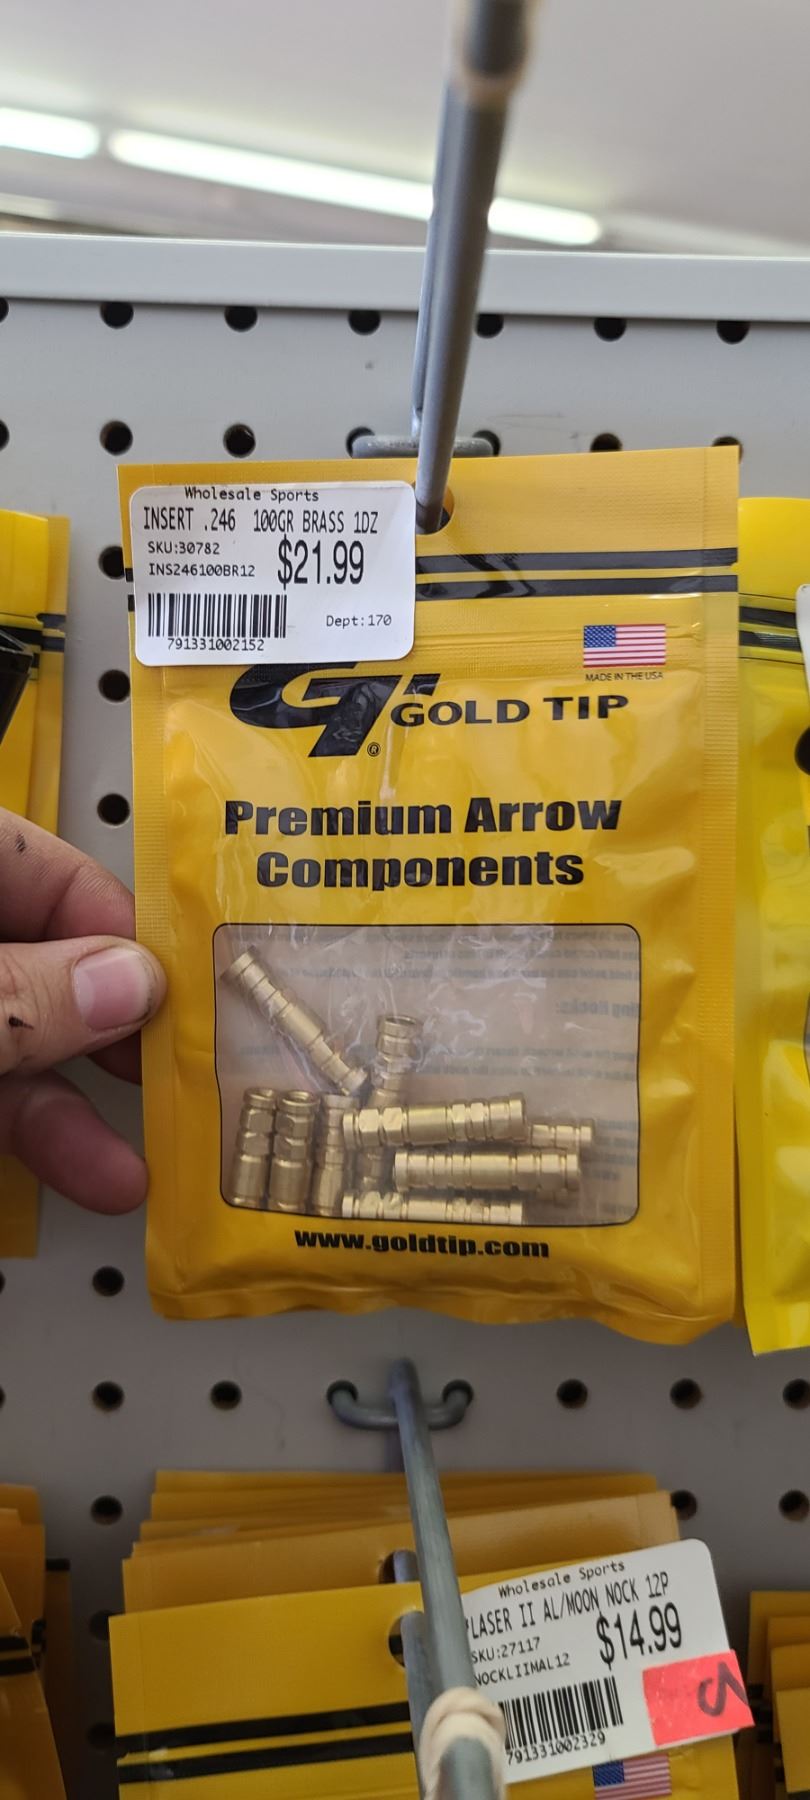 Wholesale Sports
INSERT .246 100GR BRASS 1DZ
SKU:30782
$21.99
INS246100BR12
Dept:170
791331002152
MADE IN THE USA
GT GOLD TIP
®
Premium Arrow
Components
www.goldtip.com
Wholesale Sports
*LASER II AL/MOON NOCK 12P
SKU:27117
$14.99
NOCKLIIMAL12
791331002329